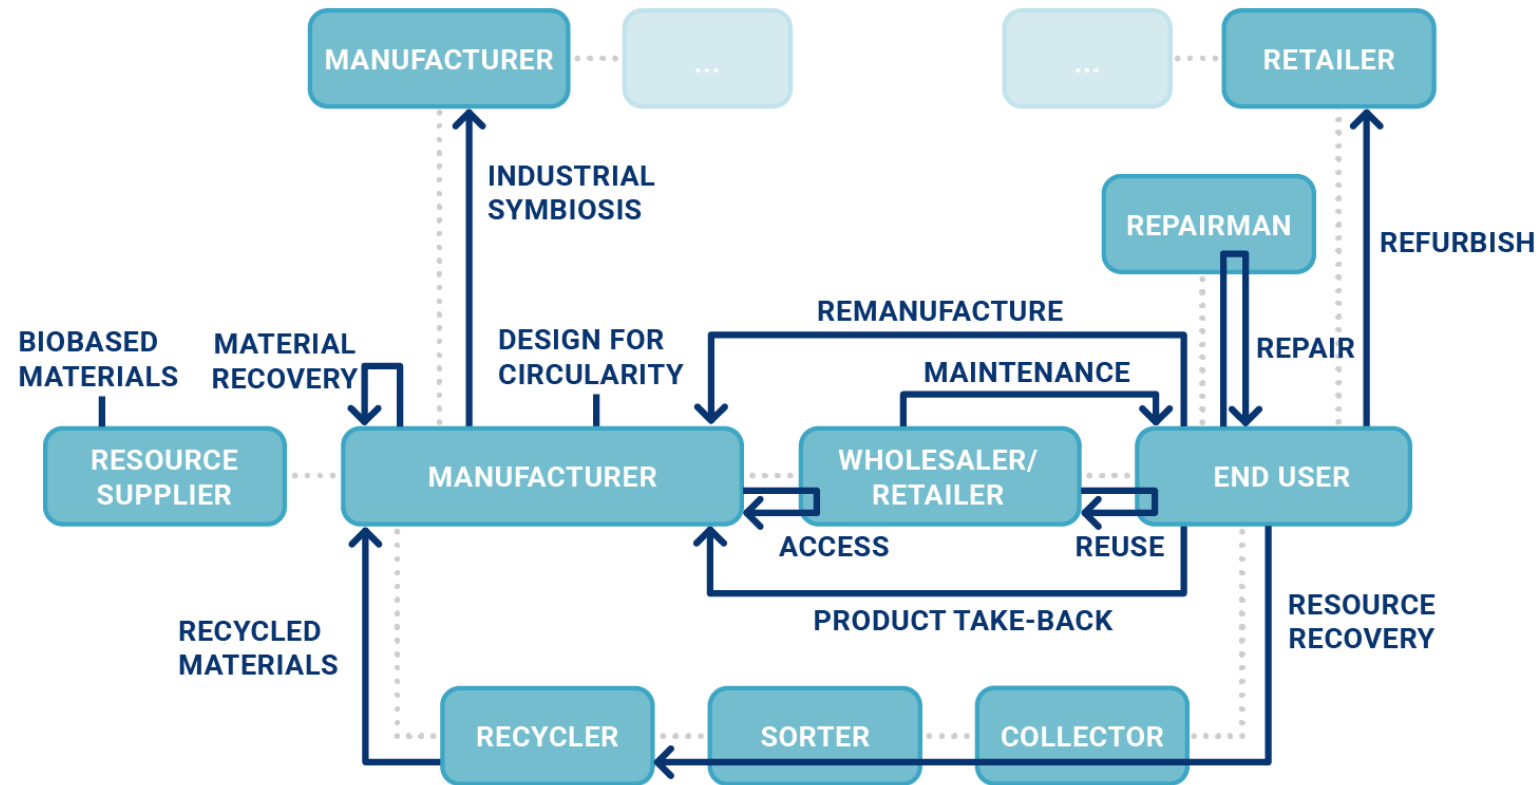 MANUFACTURER
...
...
RETAILER
INDUSTRIAL
SYMBIOSIS
REPAIRMAN
REFURBISH
BIOBASED
MATERIALS
MATERIAL
RECOVERY
DESIGN FOR
CIRCULARITY
REMANUFACTURE
MAINTENANCE
REPAIR
RESOURCE
SUPPLIER
MANUFACTURER
WHOLESALER/
RETAILER
END USER
ACCESS
REUSE
PRODUCT TAKE-BACK
RECYCLED
MATERIALS
RESOURCE
RECOVERY
RECYCLER
SORTER
COLLECTOR